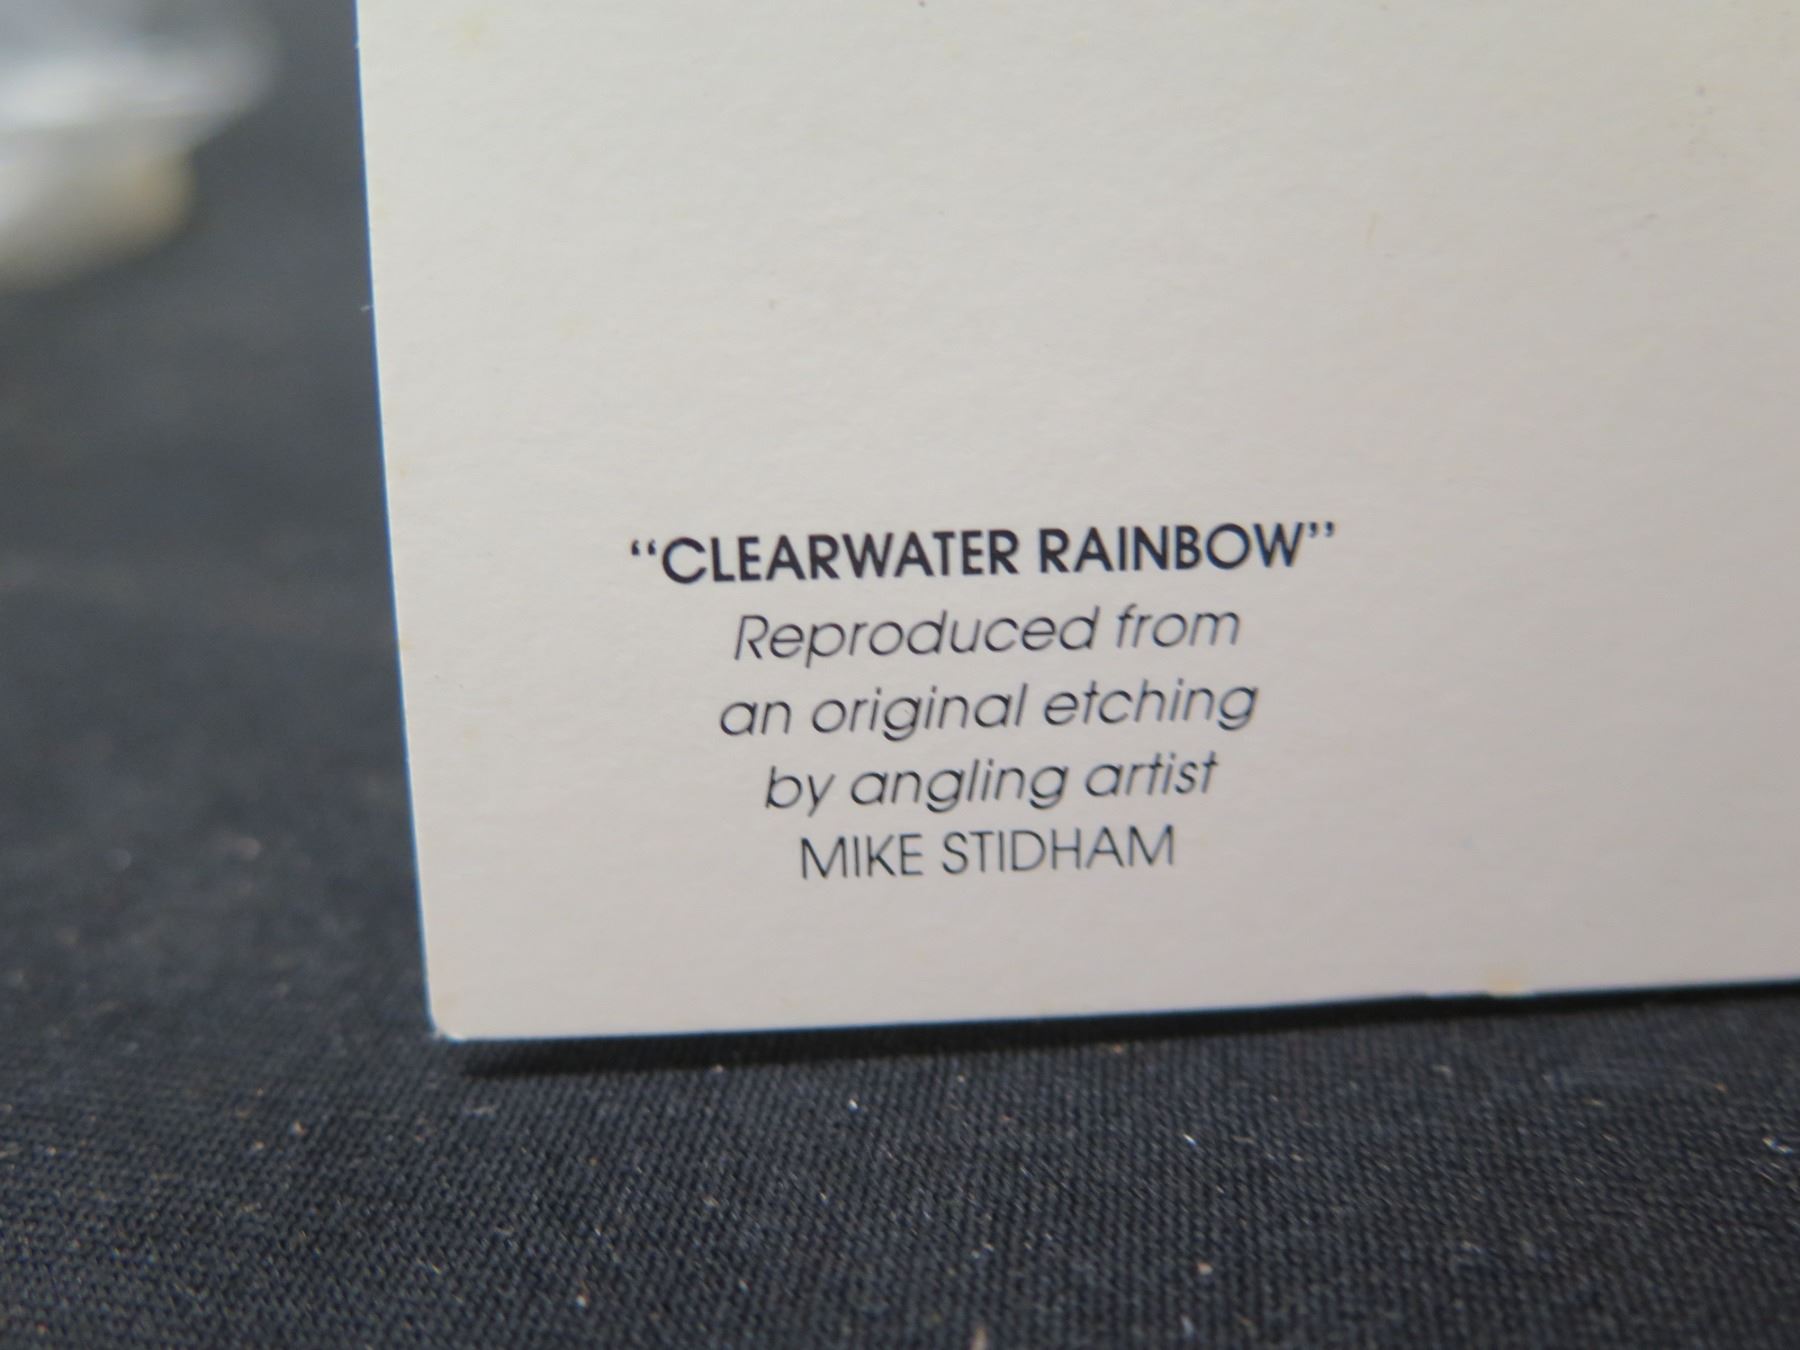 “CLEARWATER RAINBOW”
Reproduced from
an original etching
by angling artist
MIKE STIDHAM